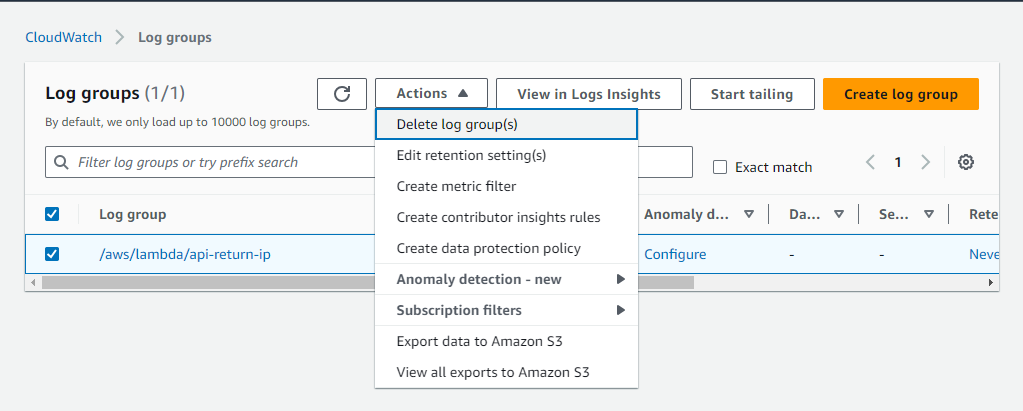 CloudWatch > Log groups
Log groups (1/1)
Actions
View in Logs Insights
Start tailing
Create log group
By default, we only load up to 10000 log groups.
Delete log group(s)
Edit retention setting(s)
Create metric filter
Create contributor insights rules
Create data protection policy
Anomaly detection - new
Subscription filters
Export data to Amazon S3
View all exports to Amazon S3
Filter log groups or try prefix search
Exact match
1
Log group
Anomaly d...
Da...
Se...
Rete
/aws/lambda/api-return-ip
Configure
-
-
Neve